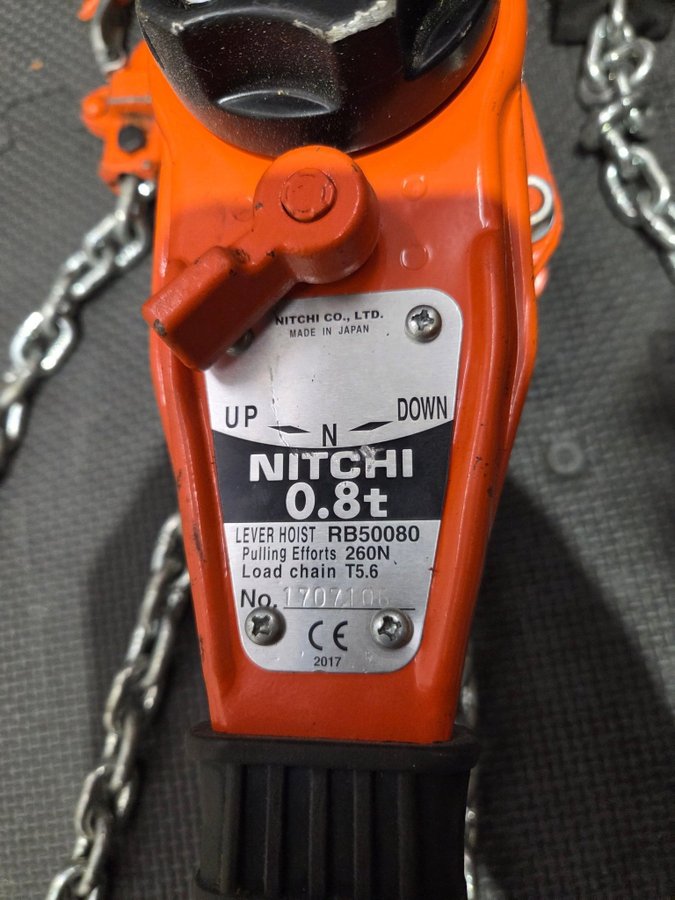 NITCHI CO., LTD.
MADE IN JAPAN
UP N DOWN
NITCHI
0.8t
LEVER HOIST RB50080
Pulling Efforts 260N
Load chain T5.6
No.
CE
2017